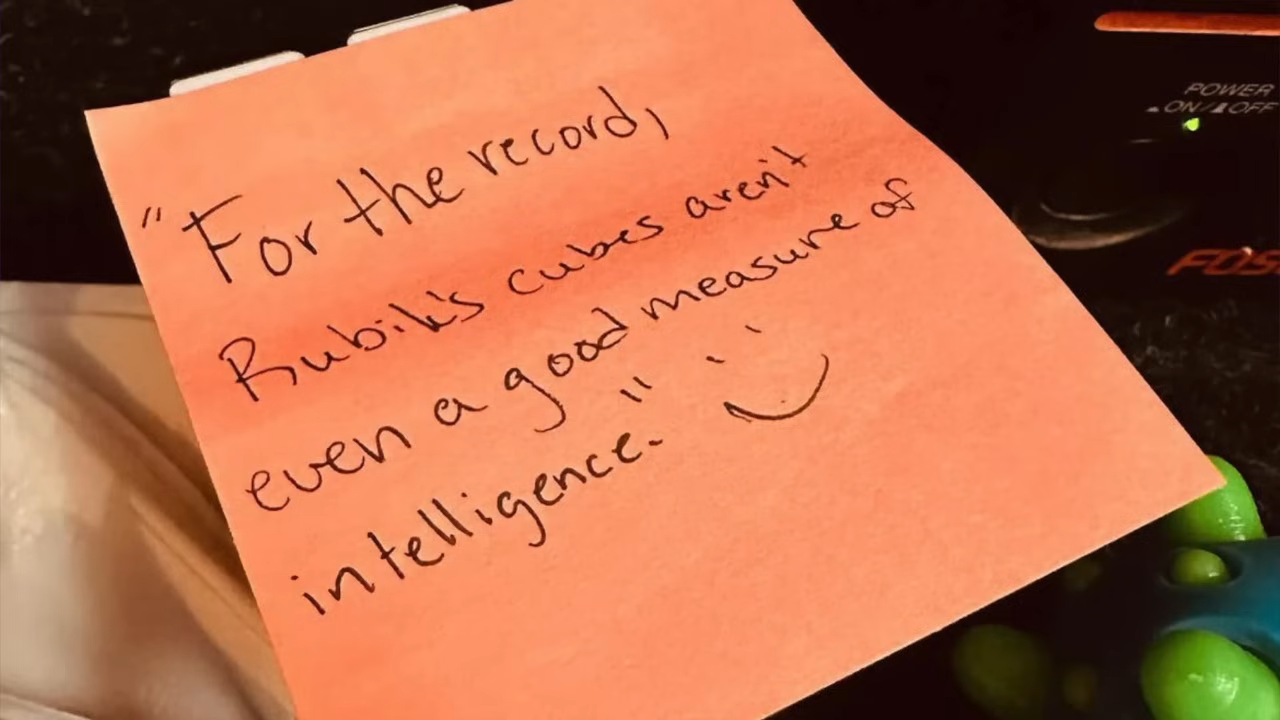 "For the record,
Rubik's cubes aren't
even a good measure of
intelligence." :)
POWER
ON/ OFF